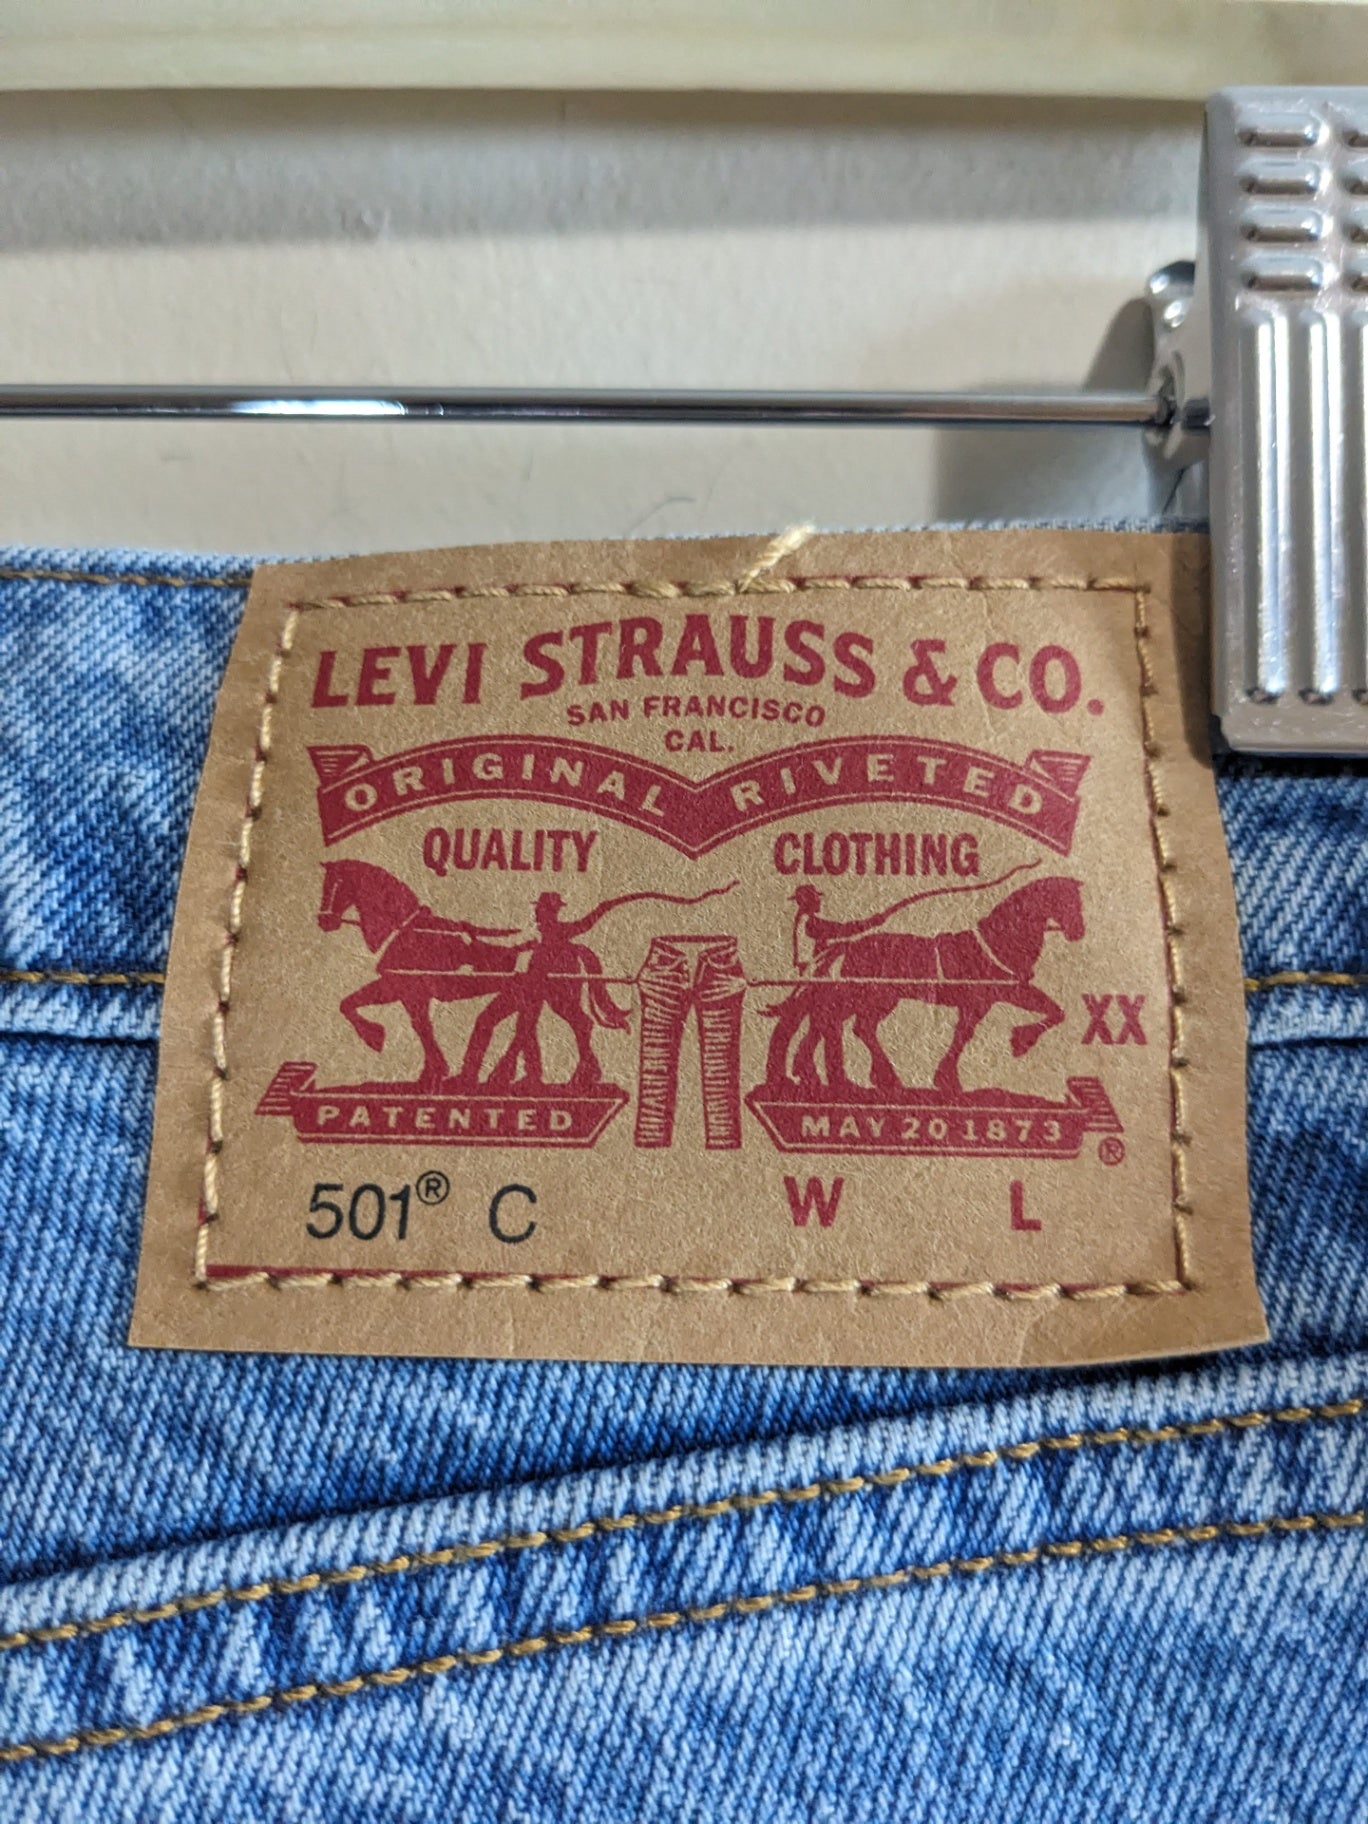 LEVI STRAUSS & CO.
SAN FRANCISCO
CAL.
ORIGINAL RIVETED
QUALITY CLOTHING
XX
PATENTED MAY 20 1873 ®
501® C W L